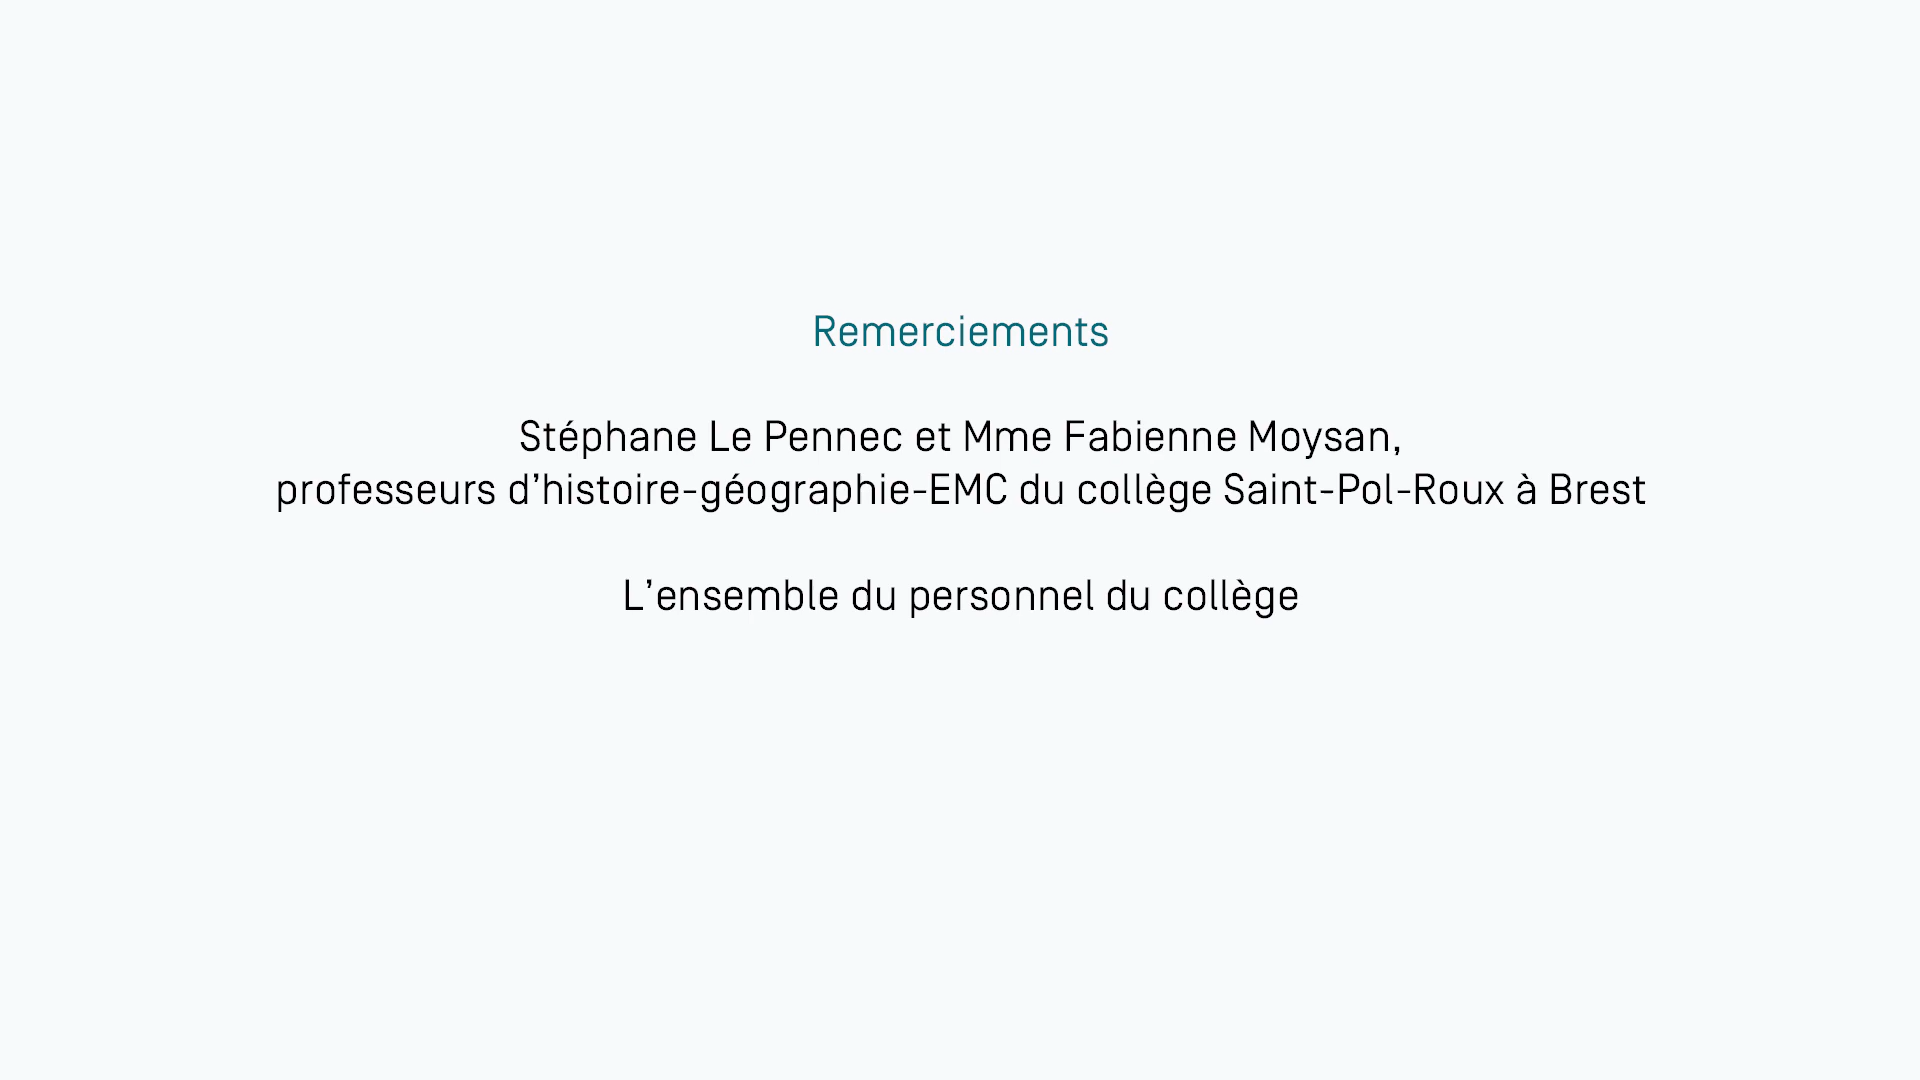 Remerciements
Stéphane Le Pennec et Mme Fabienne Moysan,
professeurs d’histoire-géographie-EMC du collège Saint-Pol-Roux à Brest
L’ensemble du personnel du collège